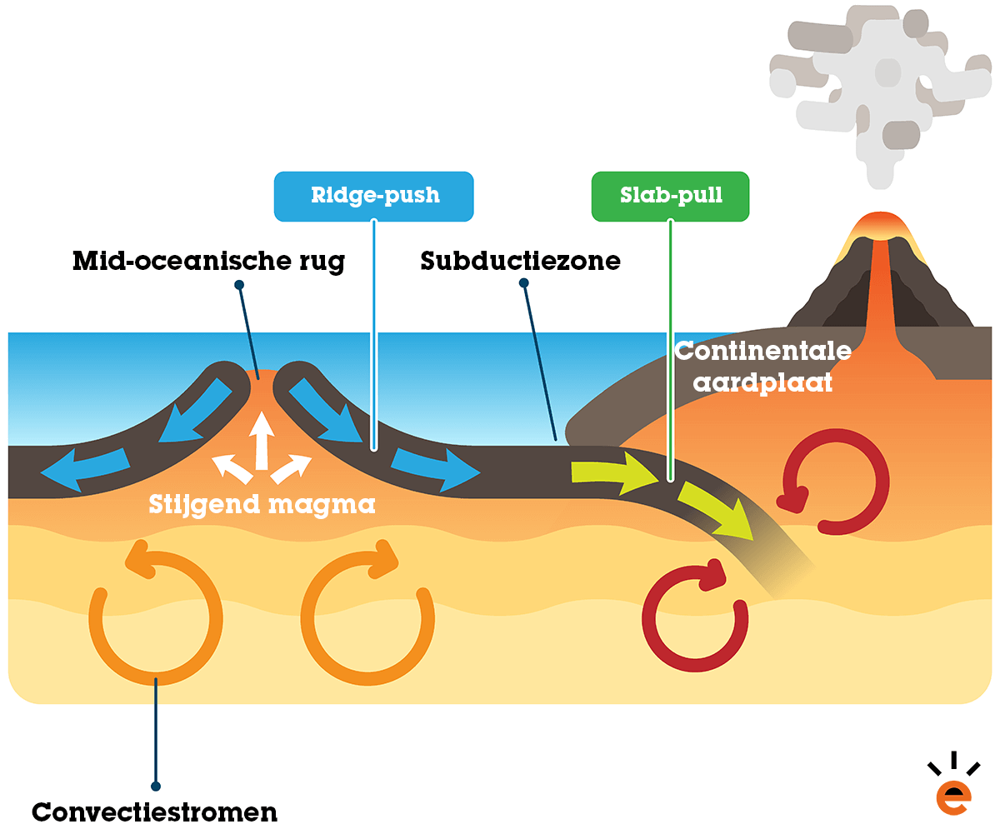 Ridge-push
Slab-pull
Mid-oceanische rug
Subductiezone
Continentale
aardplaat
Stijgend magma
Convectiestromen
e